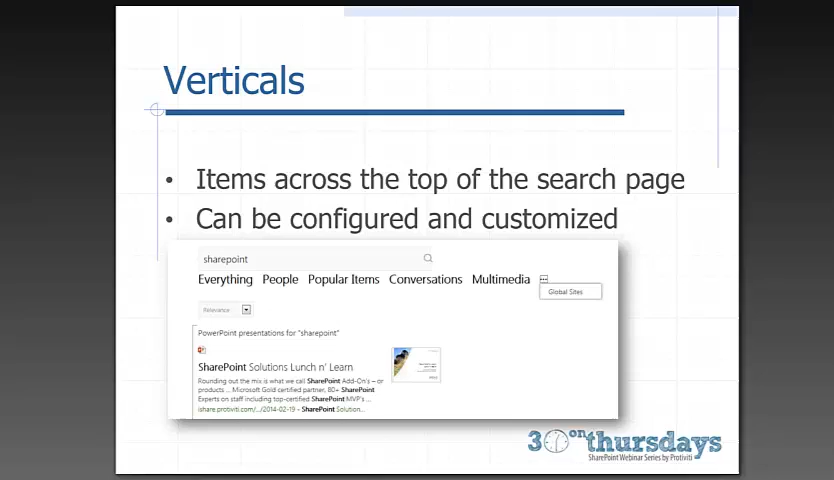 Verticals
• Items across the top of the search page
• Can be configured and customized
sharepoint
Everything People Popular Items Conversations Multimedia ...
Global Sites
Relevance
PowerPoint presentations for "sharepoint"
SharePoint Solutions Lunch n' Learn
Rounding out the mix is what we call SharePoint Add-On's – or
products ... Microsoft Gold certified partner, 80+ SharePoint
Experts on staff including top-certified SharePoint MVP's ...
ishare.protiviti.com/.../2014-02-19 - SharePoint Solution...
30 on thursdays
SharePoint Webinar Series by Protiviti